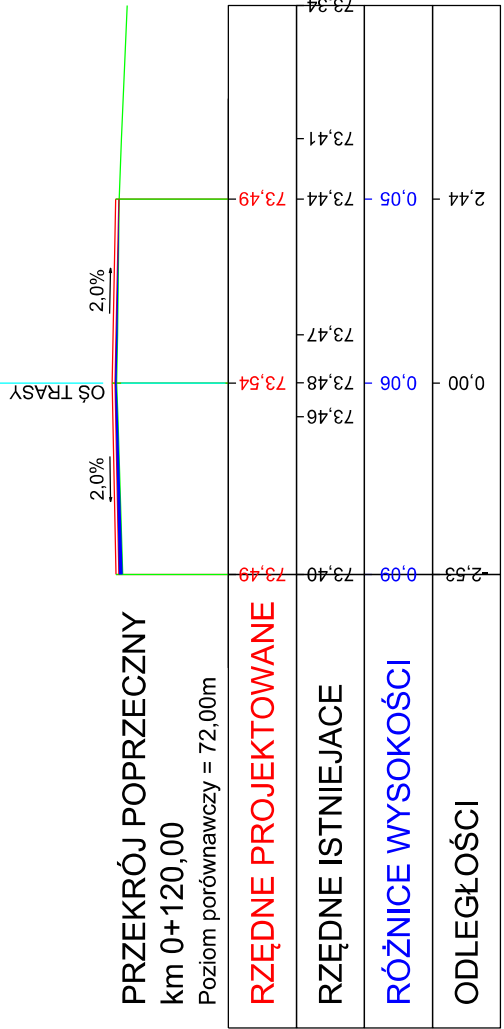 OŚ TRASY
2,0%
2,0%
PRZEKRÓJ POPRZECZNY
km 0+120,00
Poziom porównawczy = 72,00m
RZĘDNE PROJEKTOWANE
73,49
73,54
73,49
RZĘDNE ISTNIEJACE
73,40
73,46
73,48
73,47
73,44
73,41
73,34
RÓŻNICE WYSOKOŚCI
0,09
0,06
0,05
ODLEGŁOŚCI
-2,53
0,00
2,44